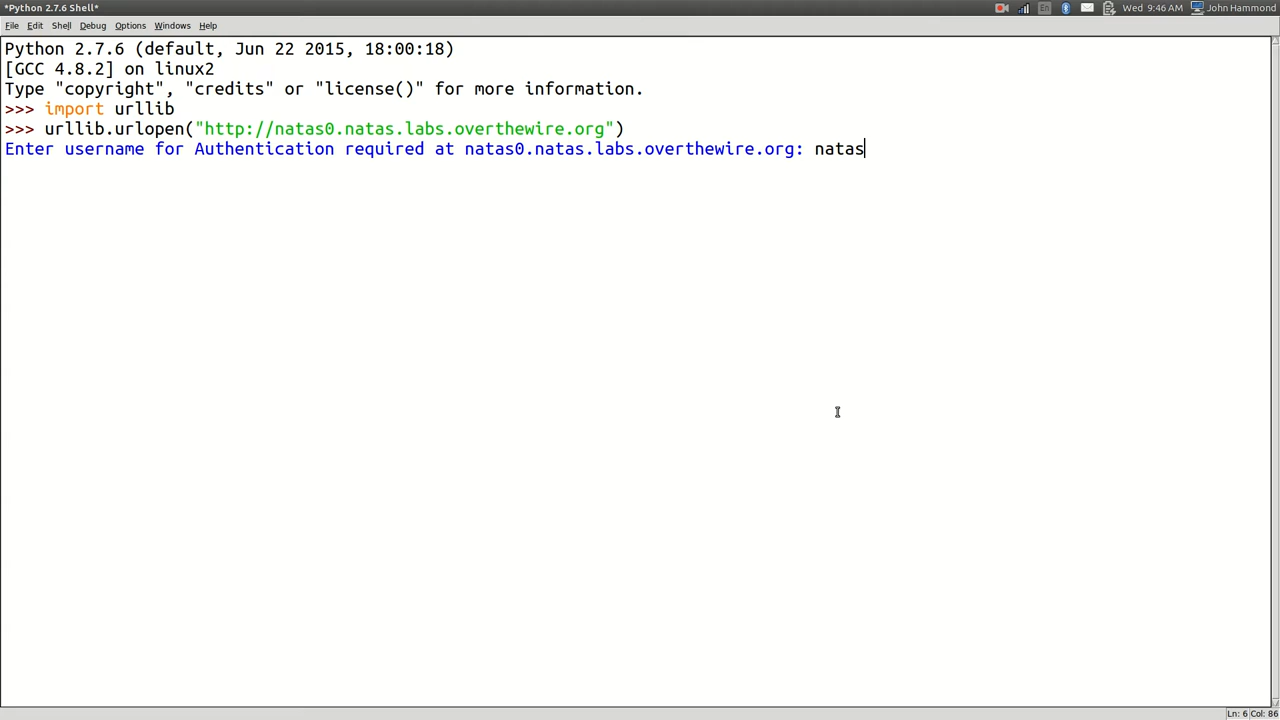 *Python 2.7.6 Shell*
En
Wed 9:46 AM
John Hammond
File Edit Shell Debug Options Windows Help
Python 2.7.6 (default, Jun 22 2015, 18:00:18)
[GCC 4.8.2] on linux2
Type "copyright", "credits" or "license()" for more information.
>>> import urllib
>>> urllib.urlopen("http://natas0.natas.labs.overthewire.org")
Enter username for Authentication required at natas0.natas.labs.overthewire.org: natas
Ln: 6 Col: 86